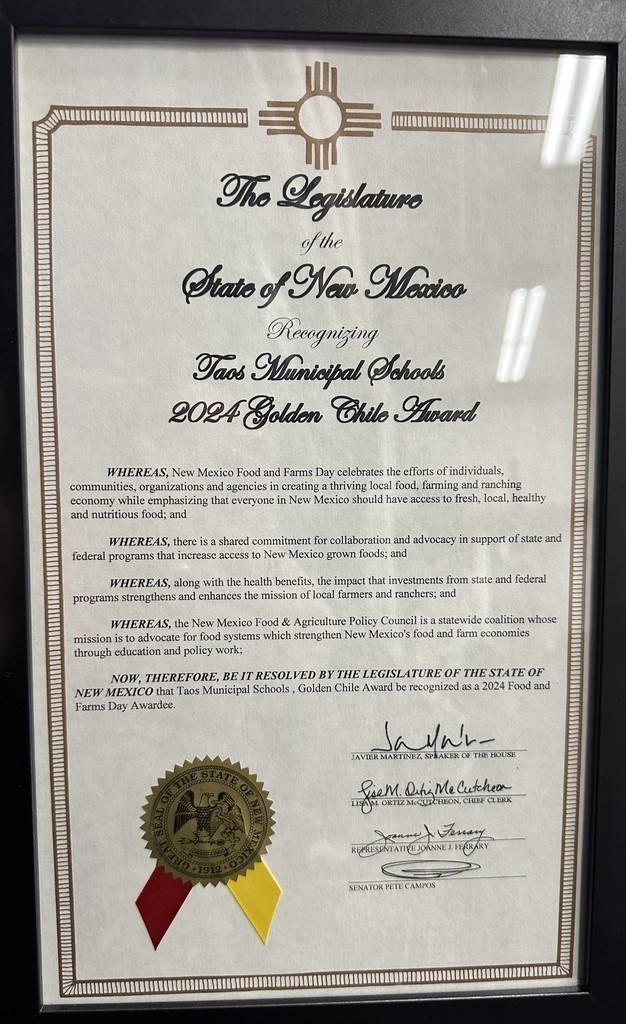 The Legislature
of the
State of New Mexico
Recognizing
Taos Municipal Schools
2024 Golden Chile Award
WHEREAS, New Mexico Food and Farms Day celebrates the efforts of individuals,
communities, organizations and agencies in creating a thriving local food, farming and ranching
economy while emphasizing that everyone in New Mexico should have access to fresh, local, healthy
and nutritious food; and
WHEREAS, there is a shared commitment for collaboration and advocacy in support of state and
federal programs that increase access to New Mexico grown foods; and
WHEREAS, along with the health benefits, the impact that investments from state and federal
programs strengthens and enhances the mission of local farmers and ranchers; and
WHEREAS, the New Mexico Food & Agriculture Policy Council is a statewide coalition whose
mission is to advocate for food systems which strengthen New Mexico's food and farm economies
through education and policy work;
NOW, THEREFORE, BE IT RESOLVED BY THE LEGISLATURE OF THE STATE OF
NEW MEXICO that Taos Municipal Schools , Golden Chile Award be recognized as a 2024 Food and
Farms Day Awardee.
JAVIER MARTINEZ, SPEAKER OF THE HOUSE
Lisa M. Ortiz McCutcheon
LISA M. ORTIZ McCUTCHEON, CHIEF CLERK
Joanne J. Ferrary
REPRESENTATIVE JOANNE J. FERRARY
SENATOR PETE CAMPOS
GREAT SEAL OF THE STATE OF NEW MEXICO
1912